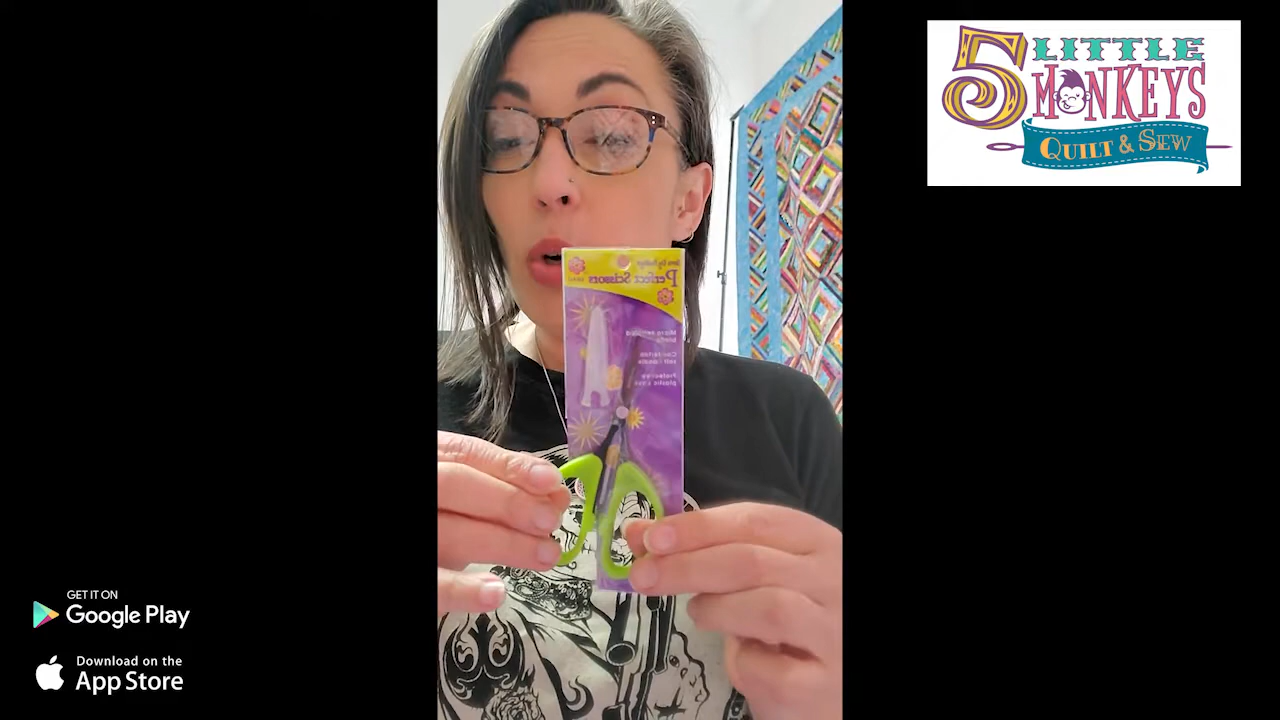 5 LITTLE
MONKEYS
QUILT & SEW
Perfect Scissors
GET IT ON
Google Play
Download on the
App Store